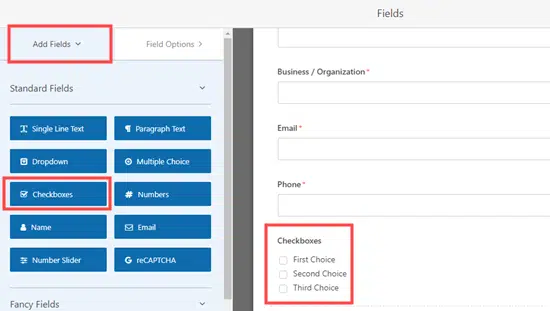 Fields
Add Fields
Field Options
Standard Fields
Single Line Text
Paragraph Text
Dropdown
Multiple Choice
Checkboxes
Numbers
Name
Email
Number Slider
reCAPTCHA
Fancy Fields
Business / Organization *
Email *
Phone *
Checkboxes
First Choice
Second Choice
Third Choice